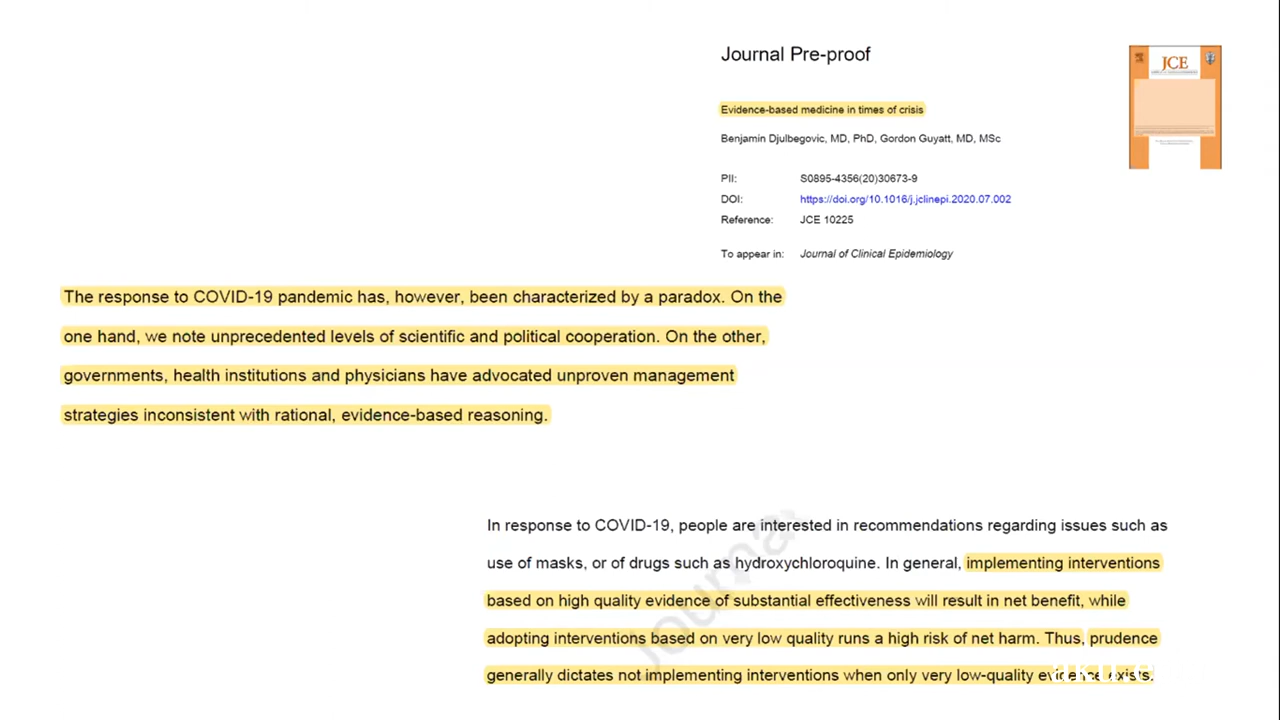 Journal Pre-proof
JCE
Evidence-based medicine in times of crisis
Benjamin Djulbegovic, MD, PhD, Gordon Guyatt, MD, MSc
PII: S0895-4356(20)30673-9
DOI: https://doi.org/10.1016/j.jclinepi.2020.07.002
Reference: JCE 10225
To appear in: Journal of Clinical Epidemiology
The response to COVID-19 pandemic has, however, been characterized by a paradox. On the
one hand, we note unprecedented levels of scientific and political cooperation. On the other,
governments, health institutions and physicians have advocated unproven management
strategies inconsistent with rational, evidence-based reasoning.
In response to COVID-19, people are interested in recommendations regarding issues such as
use of masks, or of drugs such as hydroxychloroquine. In general, implementing interventions
based on high quality evidence of substantial effectiveness will result in net benefit, while
adopting interventions based on very low quality runs a high risk of net harm. Thus, prudence
generally dictates not implementing interventions when only very low-quality evidence exists.